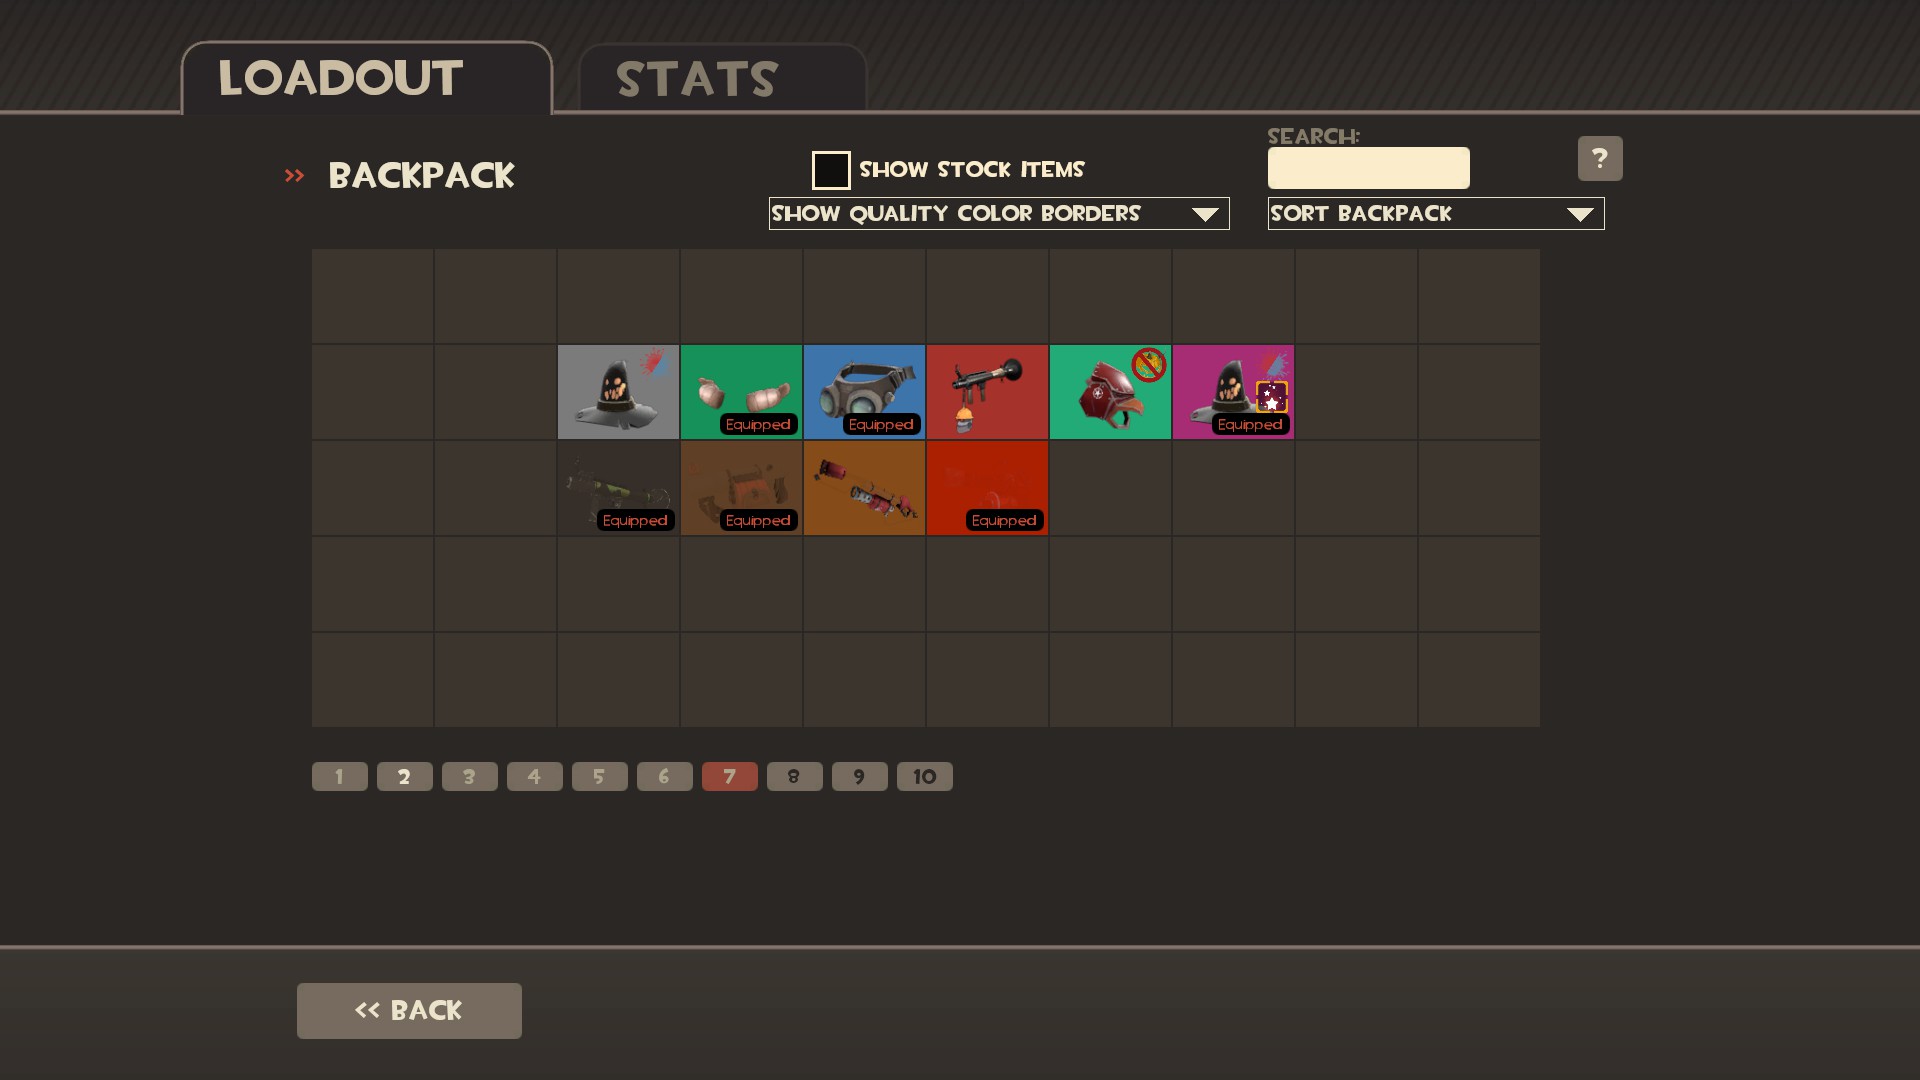 LOADOUT
STATS
>> BACKPACK
SHOW STOCK ITEMS
SEARCH:
?
SHOW QUALITY COLOR BORDERS
SORT BACKPACK
Equipped
Equipped
Equipped
Equipped
Equipped
Equipped
1 2 3 4 5 6 7 8 9 10
<< BACK